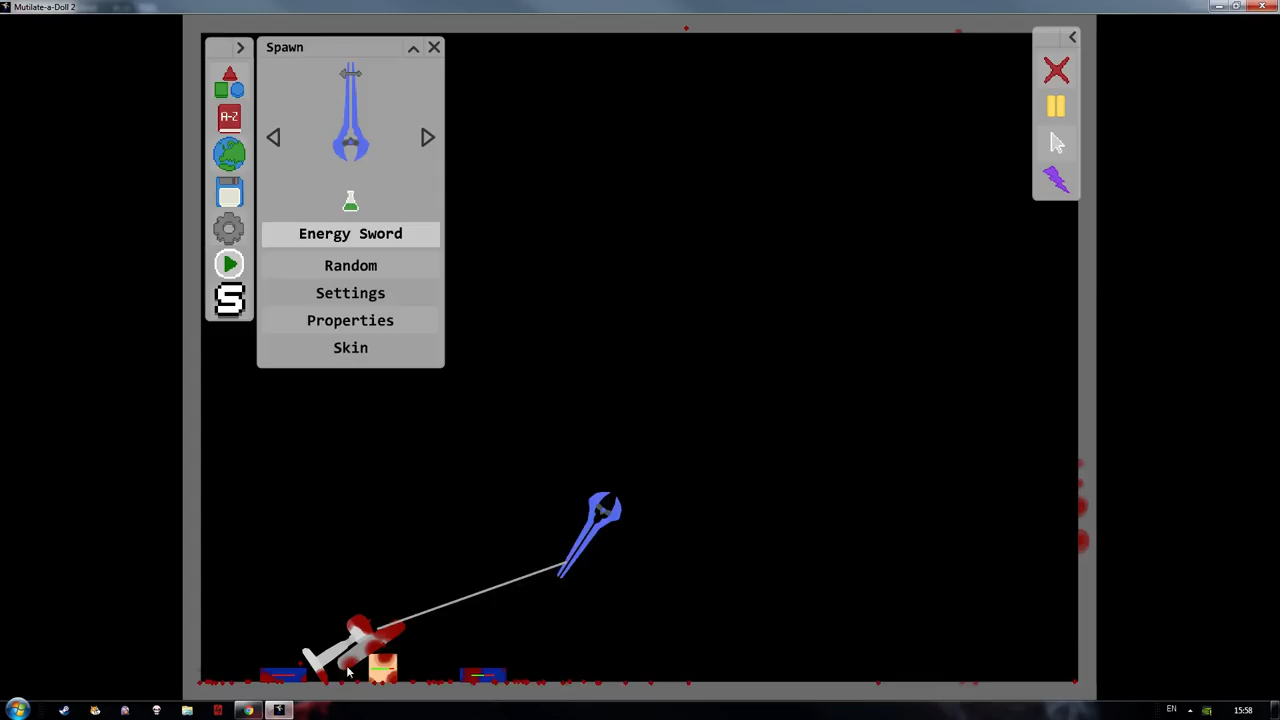 Mutilate-a-Doll 2
Spawn
A-Z
Energy Sword
Random
Settings
Properties
Skin
S
EN
15:58